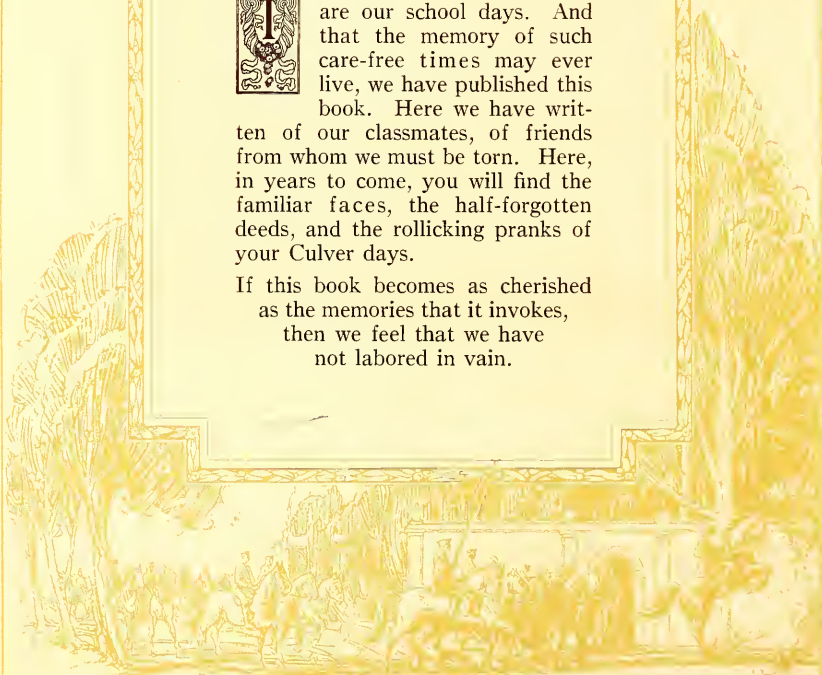 I
are our school days. And
that the memory of such
care-free times may ever
live, we have published this
book. Here we have writ-
ten of our classmates, of friends
from whom we must be torn. Here,
in years to come, you will find the
familiar faces, the half-forgotten
deeds, and the rollicking pranks of
your Culver days.
If this book becomes as cherished
as the memories that it invokes,
then we feel that we have
not labored in vain.